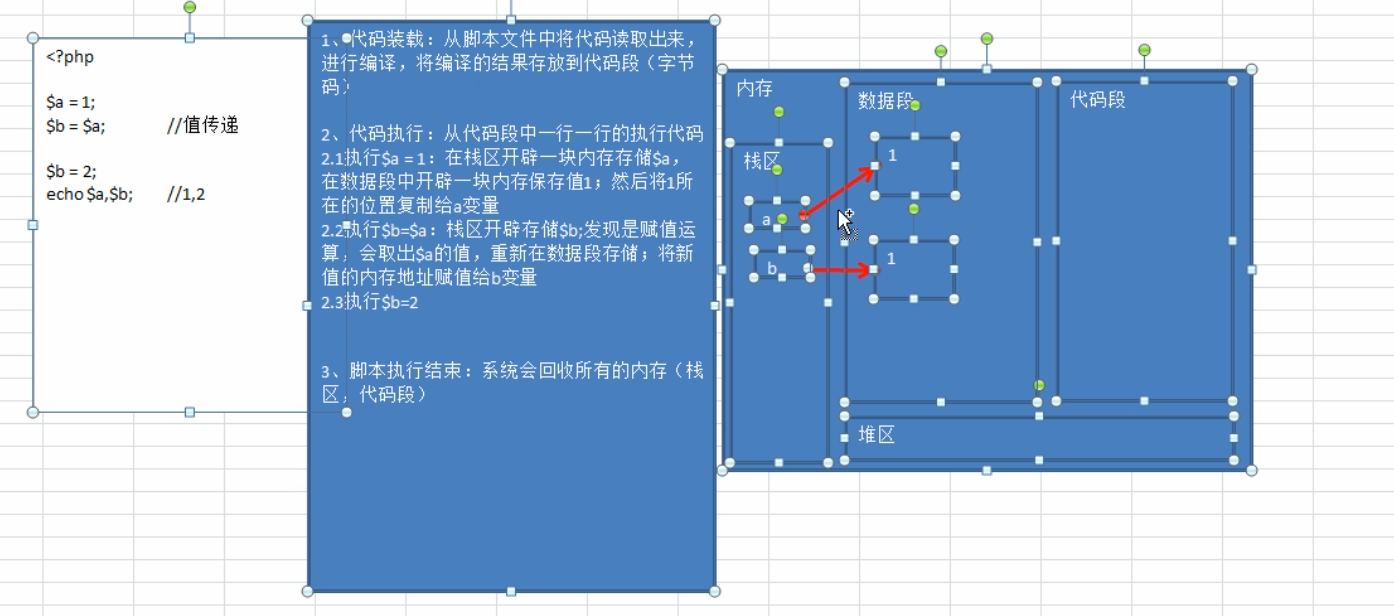 <?php
$a = 1;
$b = $a; //值传递
$b = 2;
echo $a,$b; //1,2
1、代码装载：从脚本文件中将代码读取出来，
进行编译，将编译的结果存放到代码段（字节
码）
2、代码执行：从代码段中一行一行的执行代码
2.1执行$a = 1：在栈区开辟一块内存存储$a，
在数据段中开辟一块内存保存值1；然后将1所
在的位置复制给a变量
2.2执行$b=$a：栈区开辟存储$b;发现是赋值运
算，会取出$a的值，重新在数据段存储；将新
值的内存地址赋值给b变量
2.3执行$b=2
3、脚本执行结束：系统会回收所有的内存（栈
区，代码段）
内存
栈区
a
b
数据段
1
1
代码段
堆区